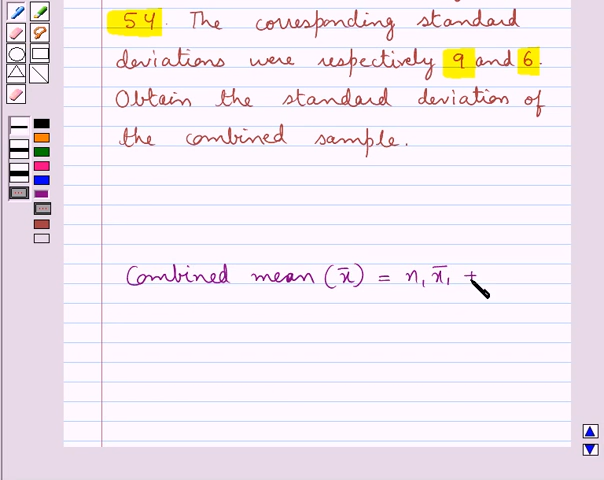 54. The corresponding standard
deviations were respectively 9 and 6.
Obtain the standard deviation of
the combined sample.
Combined mean (x̄) = n₁ x̄₁ +